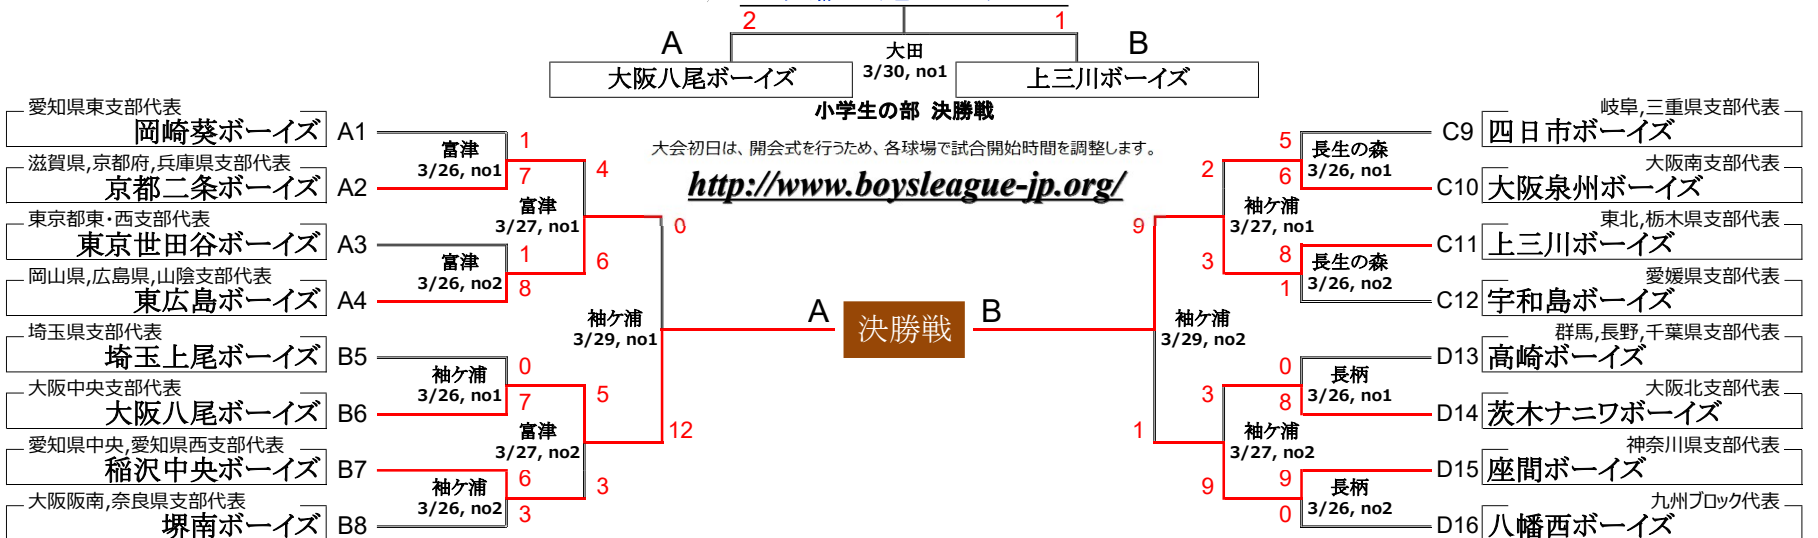 2 1
A 大田 B
大阪八尾ボーイズ 3/30, no1 上三川ボーイズ
小学生の部 決勝戦
大会初日は、開会式を行うため、各球場で試合開始時間を調整します。
http://www.boysleague-jp.org/
愛知県東支部代表
岡崎葵ボーイズ A1
滋賀県,京都府,兵庫県支部代表
京都二条ボーイズ A2
東京都東・西支部代表
東京世田谷ボーイズ A3
岡山県,広島県,山陰支部代表
東広島ボーイズ A4
埼玉県支部代表
埼玉上尾ボーイズ B5
大阪中央支部代表
大阪八尾ボーイズ B6
愛知県中央,愛知県西支部代表
稲沢中央ボーイズ B7
大阪阪南,奈良県支部代表
堺南ボーイズ B8
富津 1
3/26, no1 7
富津 1
3/26, no2 8
袖ケ浦 0
3/26, no1 7
袖ケ浦 6
3/26, no2 3
4
富津
3/27, no1
6
5
富津
3/27, no2
3
0
袖ケ浦
3/29, no1
12
A 決勝戦 B
9
袖ケ浦
3/29, no2
1
2
袖ケ浦
3/27, no1
3
3
袖ケ浦
3/27, no2
9
5 長生の森
6 3/26, no1
8 長生の森
1 3/26, no2
0 長柄
8 3/26, no1
9 長柄
0 3/26, no2
岐阜,三重県支部代表
C9 四日市ボーイズ
大阪南支部代表
C10 大阪泉州ボーイズ
東北,栃木県支部代表
C11 上三川ボーイズ
愛媛県支部代表
C12 宇和島ボーイズ
群馬,長野,千葉県支部代表
D13 高崎ボーイズ
大阪北支部代表
D14 茨木ナニワボーイズ
神奈川県支部代表
D15 座間ボーイズ
九州ブロック代表
D16 八幡西ボーイズ